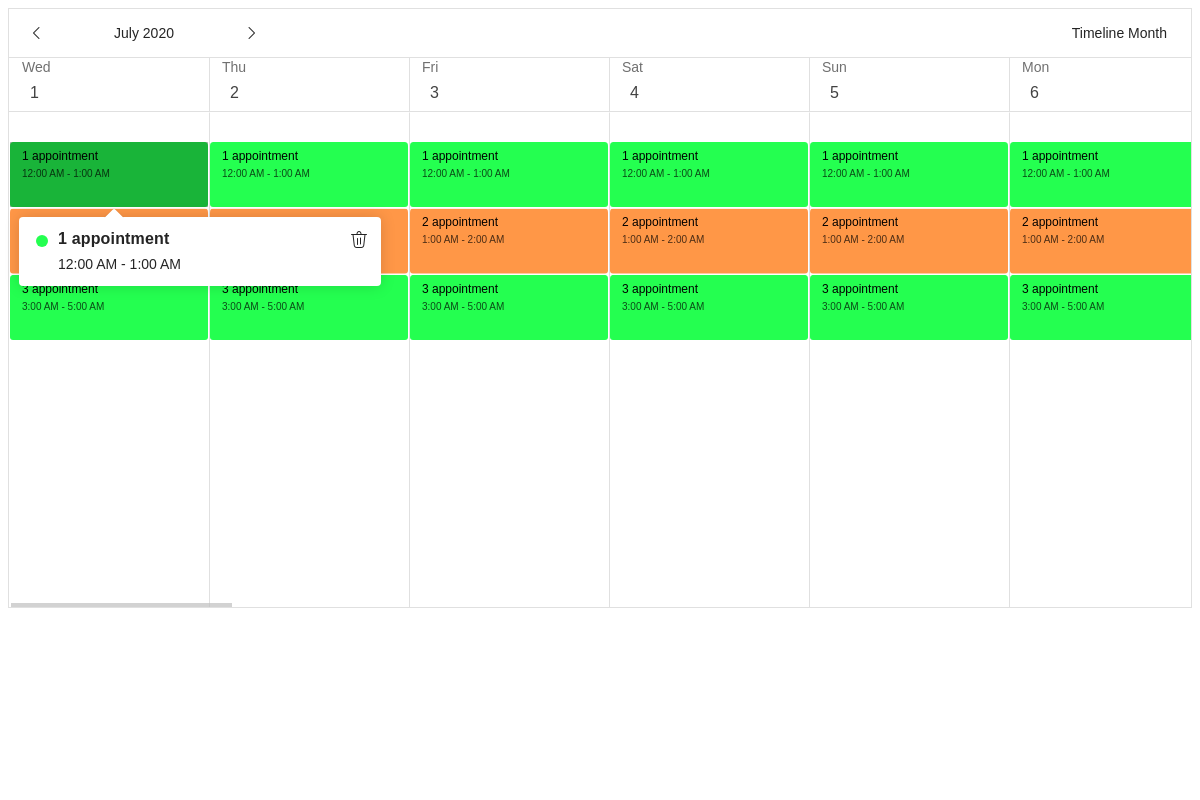 July 2020
Timeline Month
Wed Thu Fri Sat Sun Mon
1 2 3 4 5 6
1 appointment 1 appointment 1 appointment 1 appointment 1 appointment 1 appointment
12:00 AM - 1:00 AM 12:00 AM - 1:00 AM 12:00 AM - 1:00 AM 12:00 AM - 1:00 AM 12:00 AM - 1:00 AM 12:00 AM - 1:00 AM
2 appointment 2 appointment 2 appointment 2 appointment
1:00 AM - 2:00 AM 1:00 AM - 2:00 AM 1:00 AM - 2:00 AM 1:00 AM - 2:00 AM
1 appointment
12:00 AM - 1:00 AM
3 appointment 3 appointment 3 appointment 3 appointment 3 appointment 3 appointment
3:00 AM - 5:00 AM 3:00 AM - 5:00 AM 3:00 AM - 5:00 AM 3:00 AM - 5:00 AM 3:00 AM - 5:00 AM 3:00 AM - 5:00 AM